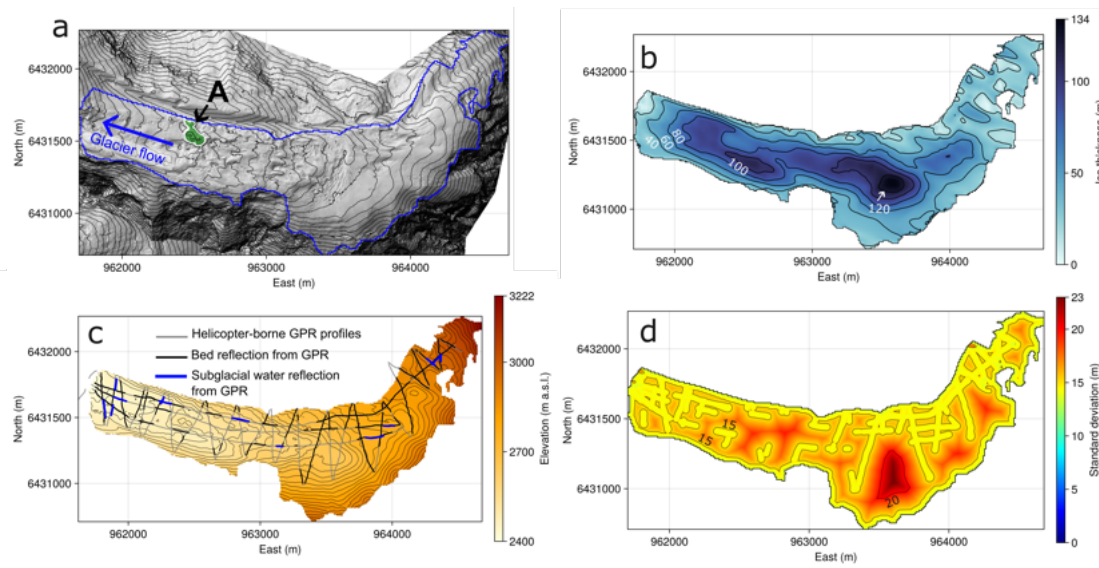 a
A
Glacier flow
6432000
6431500
6431000
North (m)
962000
963000
964000
East (m)
b
134
100
50
0
6432000
6431500
6431000
North (m)
40
60
80
100
120
962000
963000
964000
East (m)
c
Helicopter-borne GPR profiles
Bed reflection from GPR
Subglacial water reflection
from GPR
3222
3000
2700
2400
Elevation (m a.s.l.)
6432000
6431500
6431000
North (m)
962000
963000
964000
East (m)
d
23
20
15
10
5
0
Standard deviation (m)
6432000
6431500
6431000
North (m)
15
15
20
962000
963000
964000
East (m)